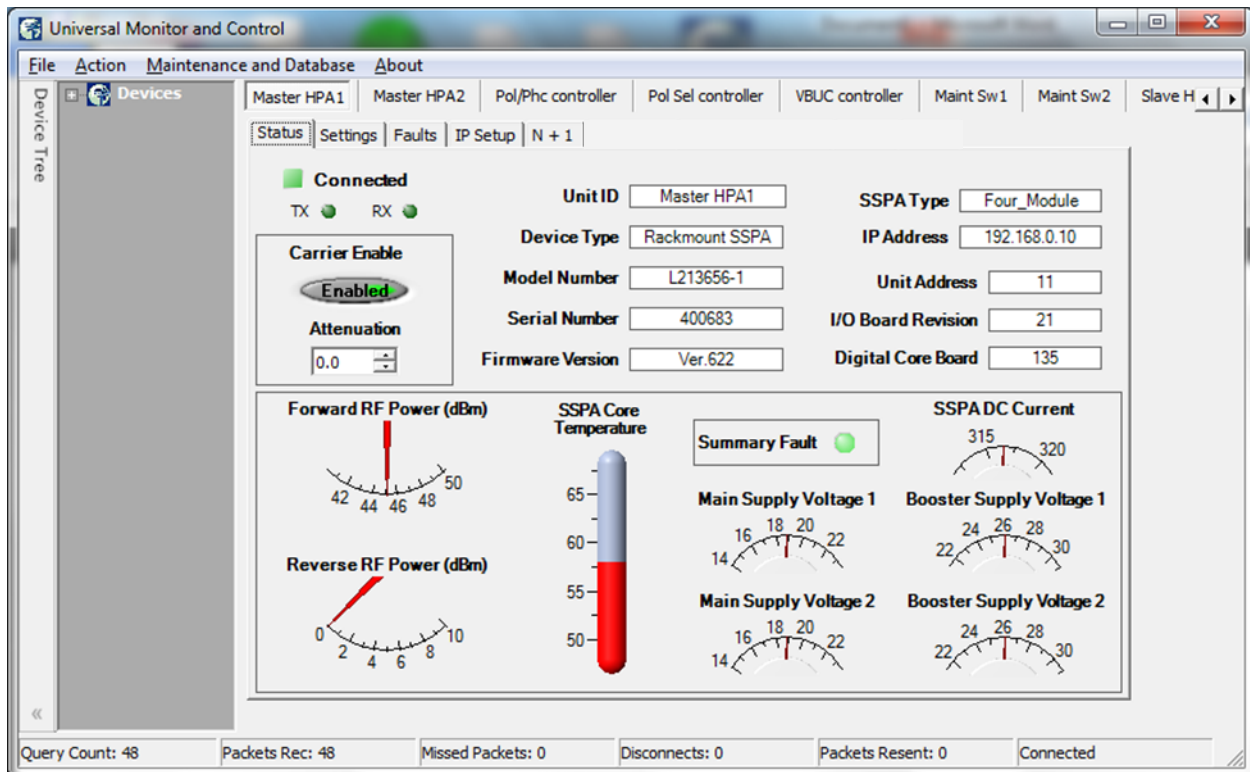 Universal Monitor and Control
File Action Maintenance and Database About
Device Tree
Devices
Master HPA1 Master HPA2 Pol/Phc controller Pol Sel controller VBUC controller Maint Sw1 Maint Sw2 Slave H
Status Settings Faults IP Setup N + 1
Connected
TX RX
Carrier Enable
Enabled
Attenuation
0.0
Unit ID Master HPA1
Device Type Rackmount SSPA
Model Number L213656-1
Serial Number 400683
Firmware Version Ver.622
SSPA Type Four_Module
IP Address 192.168.0.10
Unit Address 11
I/O Board Revision 21
Digital Core Board 135
Forward RF Power (dBm)
42 44 46 48 50
Reverse RF Power (dBm)
0 2 4 6 8 10
SSPA Core
Temperature
65
60
55
50
Summary Fault
SSPA DC Current
315 320
Main Supply Voltage 1
14 16 18 20 22
Booster Supply Voltage 1
22 24 26 28 30
Main Supply Voltage 2
14 16 18 20 22
Booster Supply Voltage 2
22 24 26 28 30
«
Query Count: 48 Packets Rec: 48 Missed Packets: 0 Disconnects: 0 Packets Resent: 0 Connected